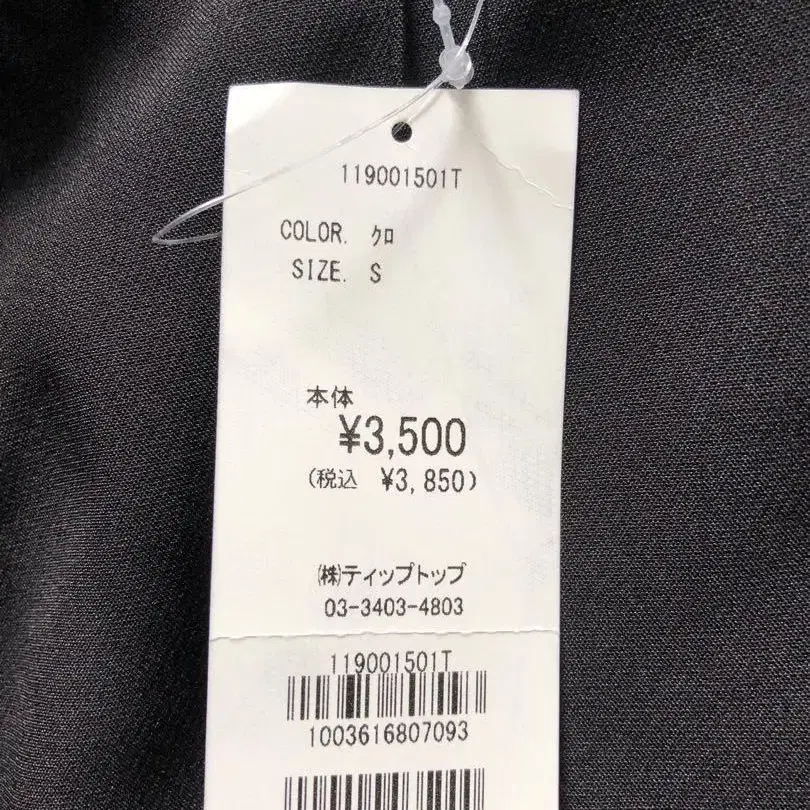 119001501T
COLOR. クロ
SIZE. S
本体
¥3,500
(税込 ¥3,850)
㈱ティップトップ
03-3403-4803
119001501T
1003616807093